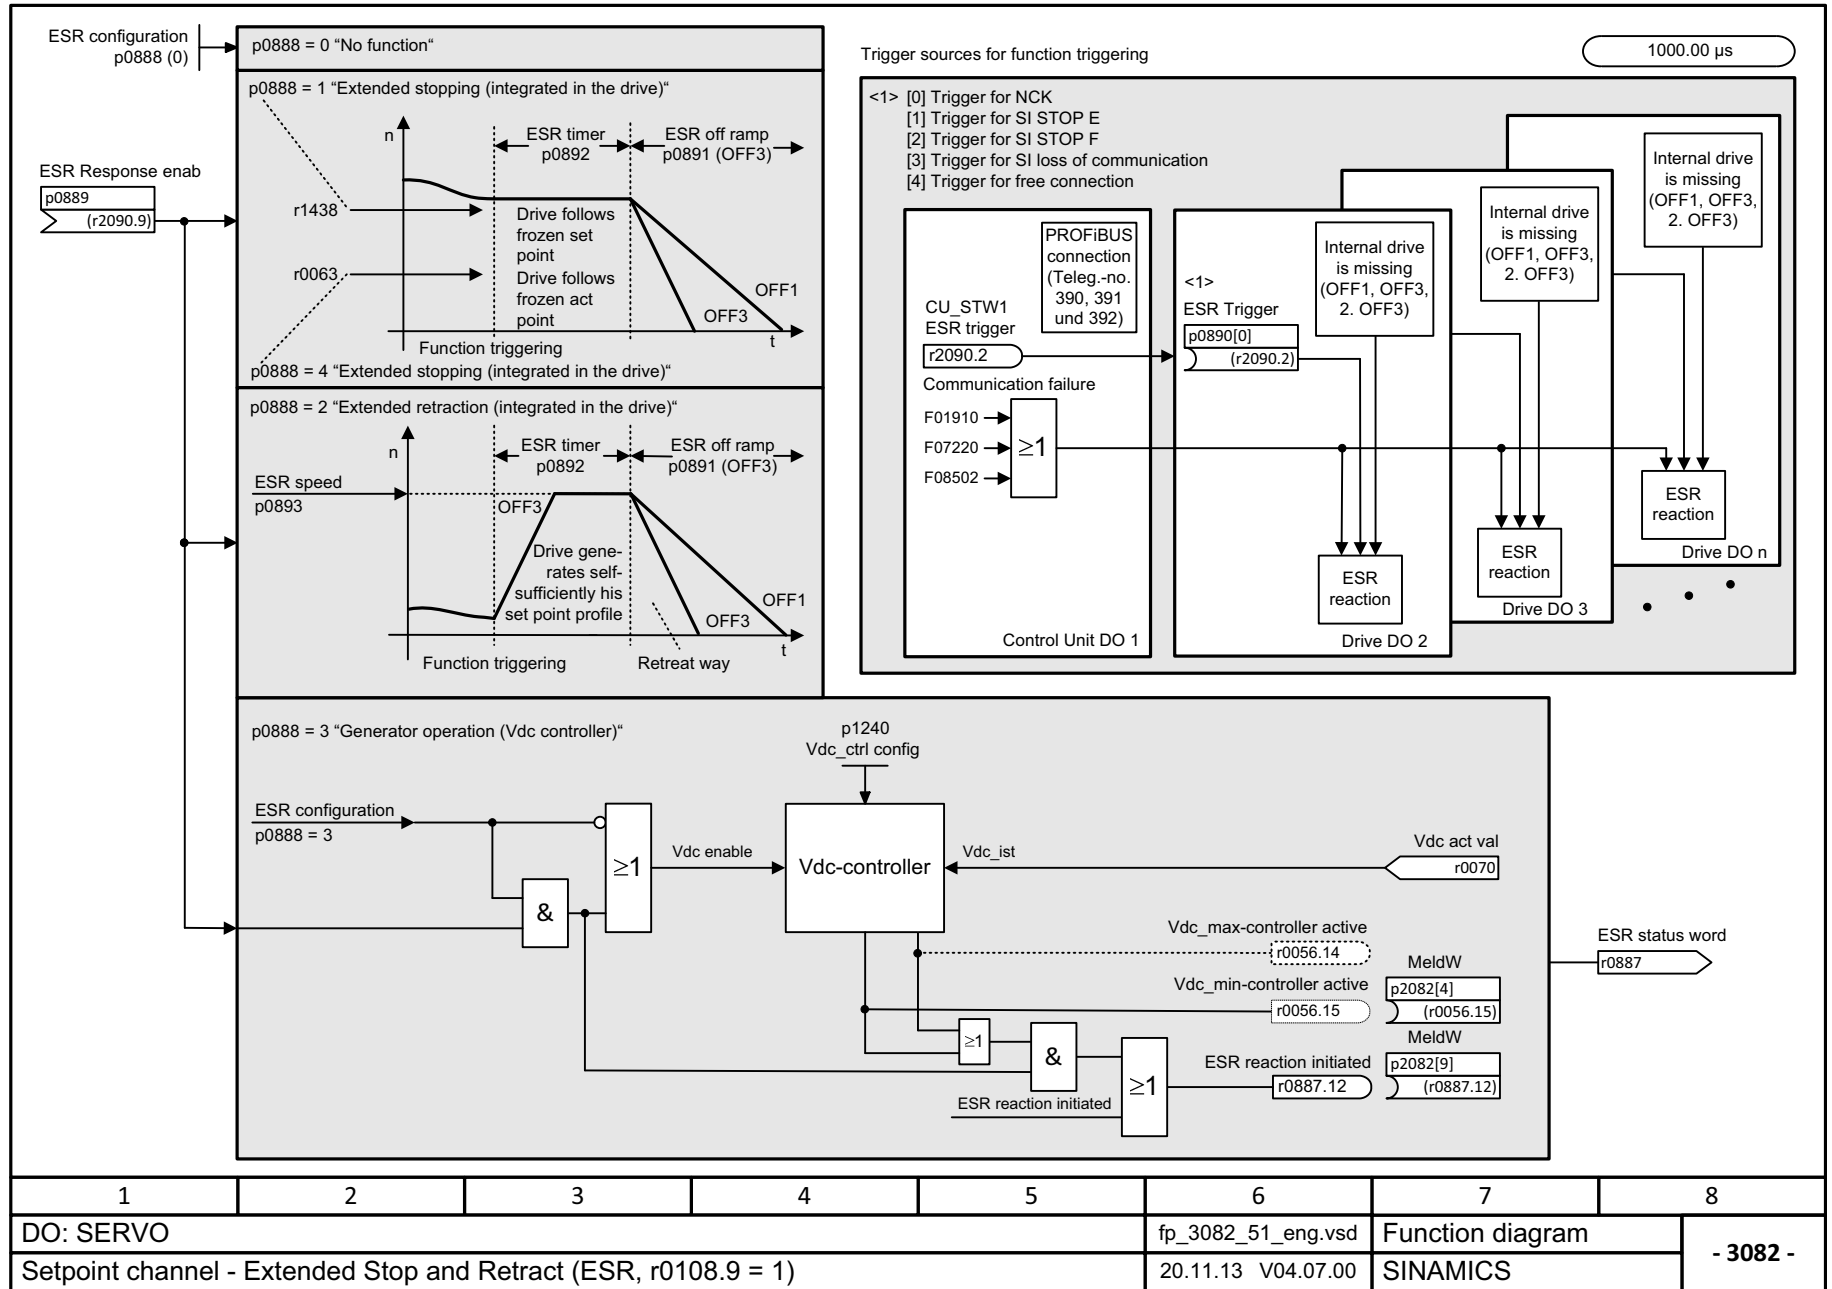 ESR configuration
p0888 (0)
p0888 = 0 “No function“
p0888 = 1 “Extended stopping (integrated in the drive)“
n
ESR timer
p0892
ESR off ramp
p0891 (OFF3)
ESR Response enab
p0889
(r2090.9)
r1438
Drive follows
frozen set
point
r0063
Drive follows
frozen act
point
OFF1
OFF3
t
Function triggering
p0888 = 4 “Extended stopping (integrated in the drive)“
p0888 = 2 “Extended retraction (integrated in the drive)“
n
ESR timer
p0892
ESR off ramp
p0891 (OFF3)
ESR speed
p0893
OFF3
Drive gene-
rates self-
sufficiently his
set point profile
OFF1
OFF3
t
Function triggering
Retreat way
Trigger sources for function triggering
1000.00 µs
<1> [0] Trigger for NCK
[1] Trigger for SI STOP E
[2] Trigger for SI STOP F
[3] Trigger for SI loss of communication
[4] Trigger for free connection
PROFiBUS
connection
(Teleg.-no.
390, 391
und 392)
CU_STW1
ESR trigger
r2090.2
Communication failure
F01910
F07220
F08502
≥1
Control Unit DO 1
<1>
ESR Trigger
p0890[0]
(r2090.2)
Internal drive
is missing
(OFF1, OFF3,
2. OFF3)
ESR
reaction
Drive DO 2
Internal drive
is missing
(OFF1, OFF3,
2. OFF3)
ESR
reaction
Drive DO 3
Internal drive
is missing
(OFF1, OFF3,
2. OFF3)
ESR
reaction
Drive DO n
p0888 = 3 “Generator operation (Vdc controller)“
p1240
Vdc_ctrl config
ESR configuration
p0888 = 3
&
≥1
Vdc enable
Vdc-controller
Vdc_ist
Vdc act val
r0070
Vdc_max-controller active
r0056.14
Vdc_min-controller active
r0056.15
MeldW
p2082[4]
(r0056.15)
≥1
&
≥1
ESR reaction initiated
ESR reaction initiated
r0887.12
MeldW
p2082[9]
(r0887.12)
ESR status word
r0887
1 2 3 4 5 6 7 8
DO: SERVO
fp_3082_51_eng.vsd
Function diagram
- 3082 -
Setpoint channel - Extended Stop and Retract (ESR, r0108.9 = 1)
20.11.13 V04.07.00
SINAMICS